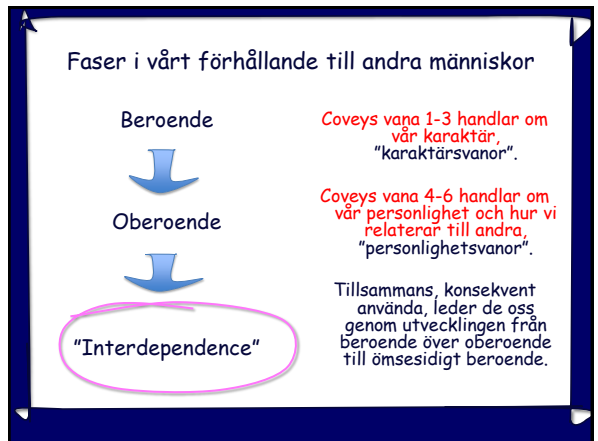 Faser i vårt förhållande till andra människor
Beroende
Oberoende
"Interdependence"
Coveys vana 1-3 handlar om
vår karaktär,
"karaktärsvanor".
Coveys vana 4-6 handlar om
vår personlighet och hur vi
relaterar till andra,
"personlighetsvanor".
Tillsammans, konsekvent
använda, leder de oss
genom utvecklingen från
beroende över oberoende
till ömsesidigt beroende.